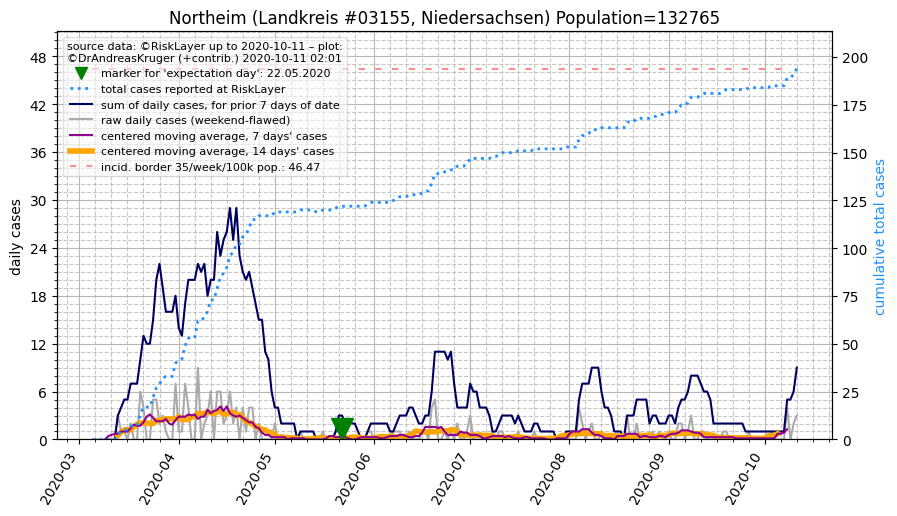 Northeim (Landkreis #03155, Niedersachsen) Population=132765
source data: ©RiskLayer up to 2020-10-11 – plot:
©DrAndreasKruger (+contrib.) 2020-10-11 02:01
marker for 'expectation day': 22.05.2020
total cases reported at RiskLayer
sum of daily cases, for prior 7 days of date
raw daily cases (weekend-flawed)
centered moving average, 7 days' cases
centered moving average, 14 days' cases
incid. border 35/week/100k pop.: 46.47
daily cases
48
42
36
30
24
18
12
6
0
cumulative total cases
200
175
150
125
100
75
50
25
0
2020-03
2020-04
2020-05
2020-06
2020-07
2020-08
2020-09
2020-10